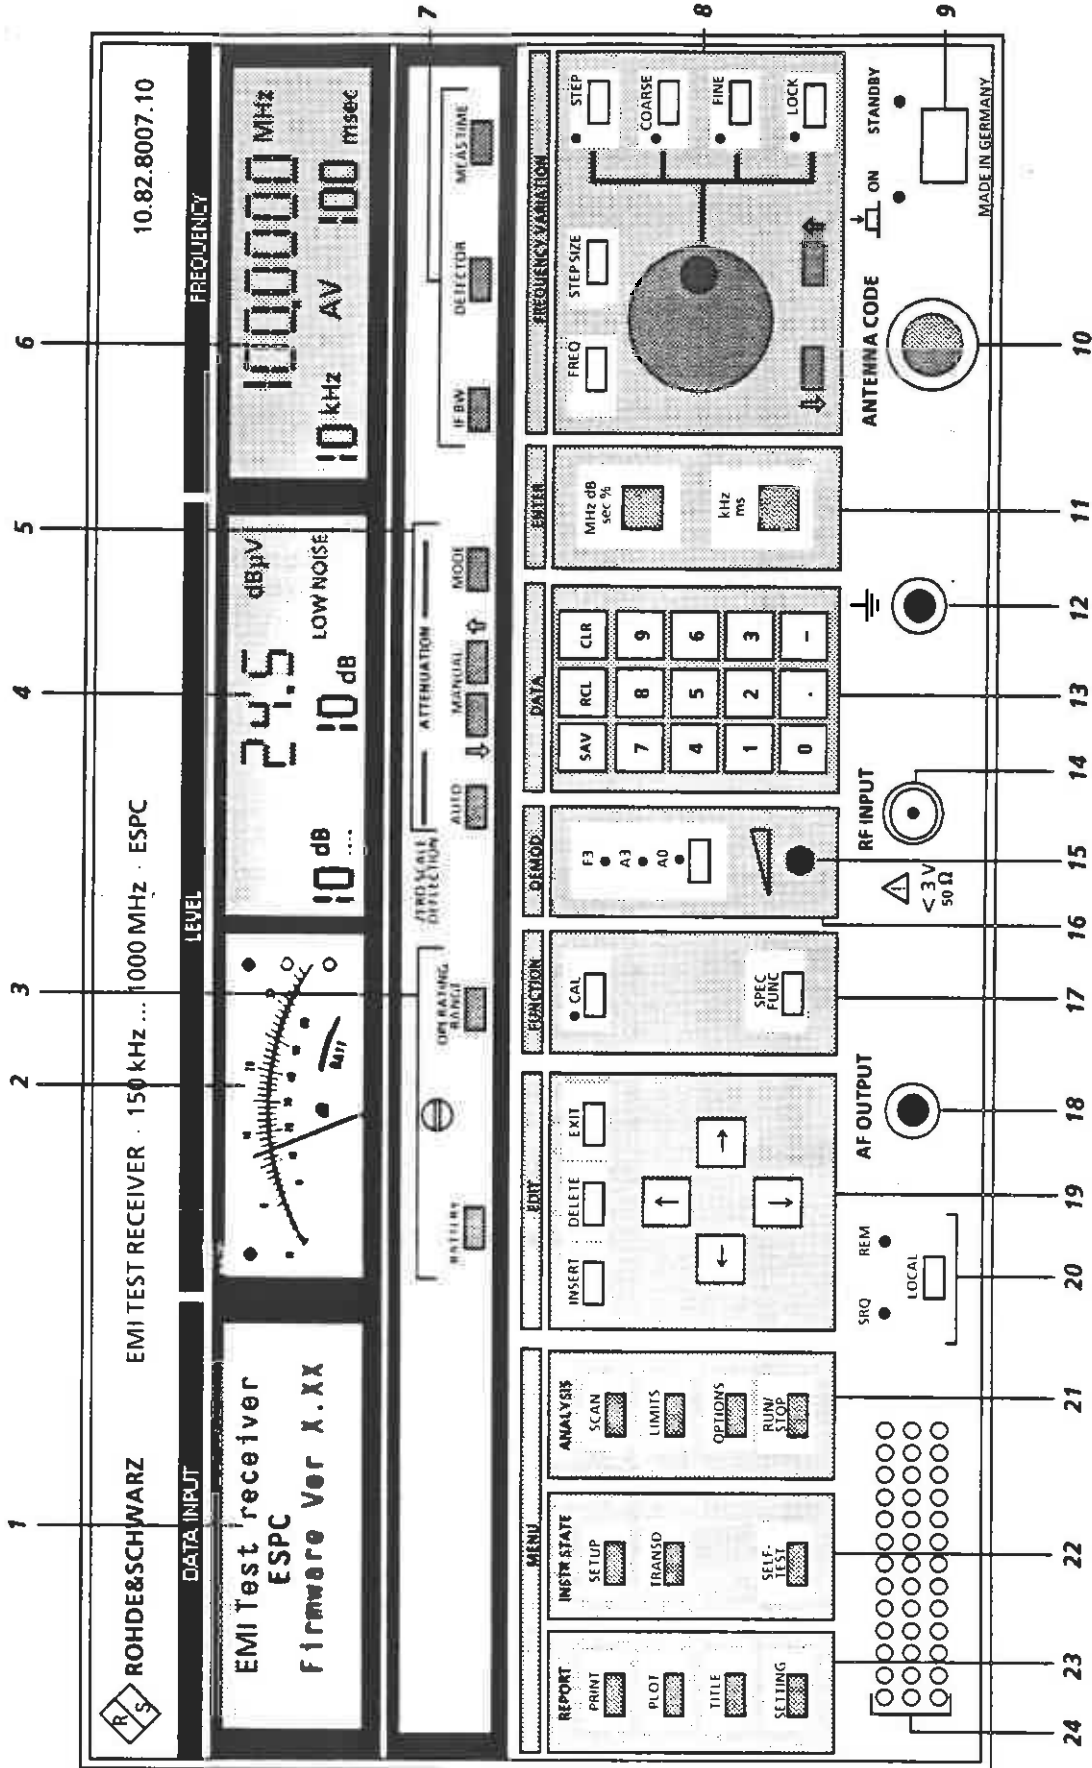 1 2 3 4 5 6 7 8 9
R S
ROHDE&SCHWARZ
EMI TEST RECEIVER · 150 kHz ... 1000 MHz · ESPC
10.82.8007.10
DATA INPUT
LEVEL
FREQUENCY
EMI Test receiver
ESPC
Firmware Ver X.XX
BATT
24.5 dBµV
10 dB
10 dB
LOW NOISE
100.0000 MHz
10 kHz
AV
100 msec
BATTERY
OPERATING RANGE
ZERO SCALE DEFLECTION
ATTENUATION
AUTO
⇩ MANUAL ⇧
MODE
IF BW
DETECTOR
MEAS TIME
MENU
REPORT
PRINT
PLOT
TITLE
SETTING
INSTR STATE
SETUP
TRANSD
SELF-TEST
ANALYSIS
SCAN
LIMITS
OPTIONS
RUN/STOP
EDIT
INSERT
DELETE
EXIT
↑
← →
↓
FUNCTION
CAL
SPEC FUNC
DEMOD
F3
A3
A0
DATA
SAV RCL CLR
7 8 9
4 5 6
1 2 3
0 . –
ENTER
MHz dB
sec %
kHz
ms
FREQUENCY VARIATION
FREQ
STEPSIZE
STEP
COARSE
FINE
LOCK
⇩ ⇧
SRQ
REM
LOCAL
AF OUTPUT
< 3 V
50 Ω
RF INPUT
ANTENNA CODE
ON
STANDBY
MADE IN GERMANY
24 23 22 21 20 19 18 17 16 15 14 13 12 11 10